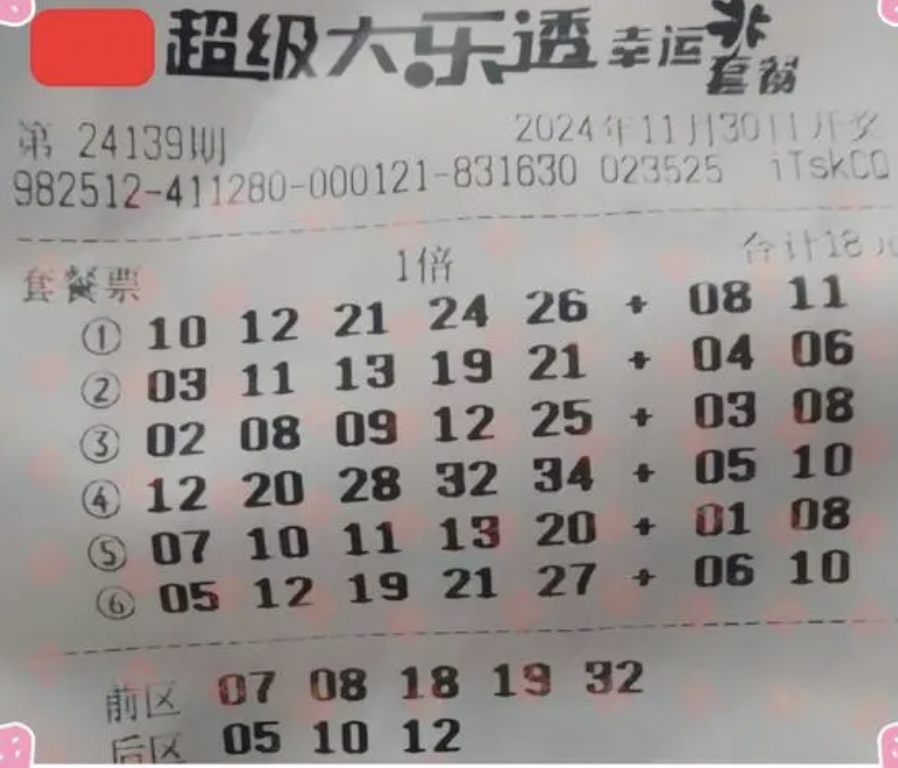 超级大乐透 幸运 套餐
第 24139期 2024年11月30日开奖
982512-411280-000121-831630 023525 iTskCQ
套餐票 1倍 合计18元
① 10 12 21 24 26 + 08 11
② 03 11 13 19 21 + 04 06
③ 02 08 09 12 25 + 03 08
④ 12 20 28 32 34 + 05 10
⑤ 07 10 11 13 20 + 01 08
⑥ 05 12 19 21 27 + 06 10
前区 07 08 18 19 32
后区 05 10 12